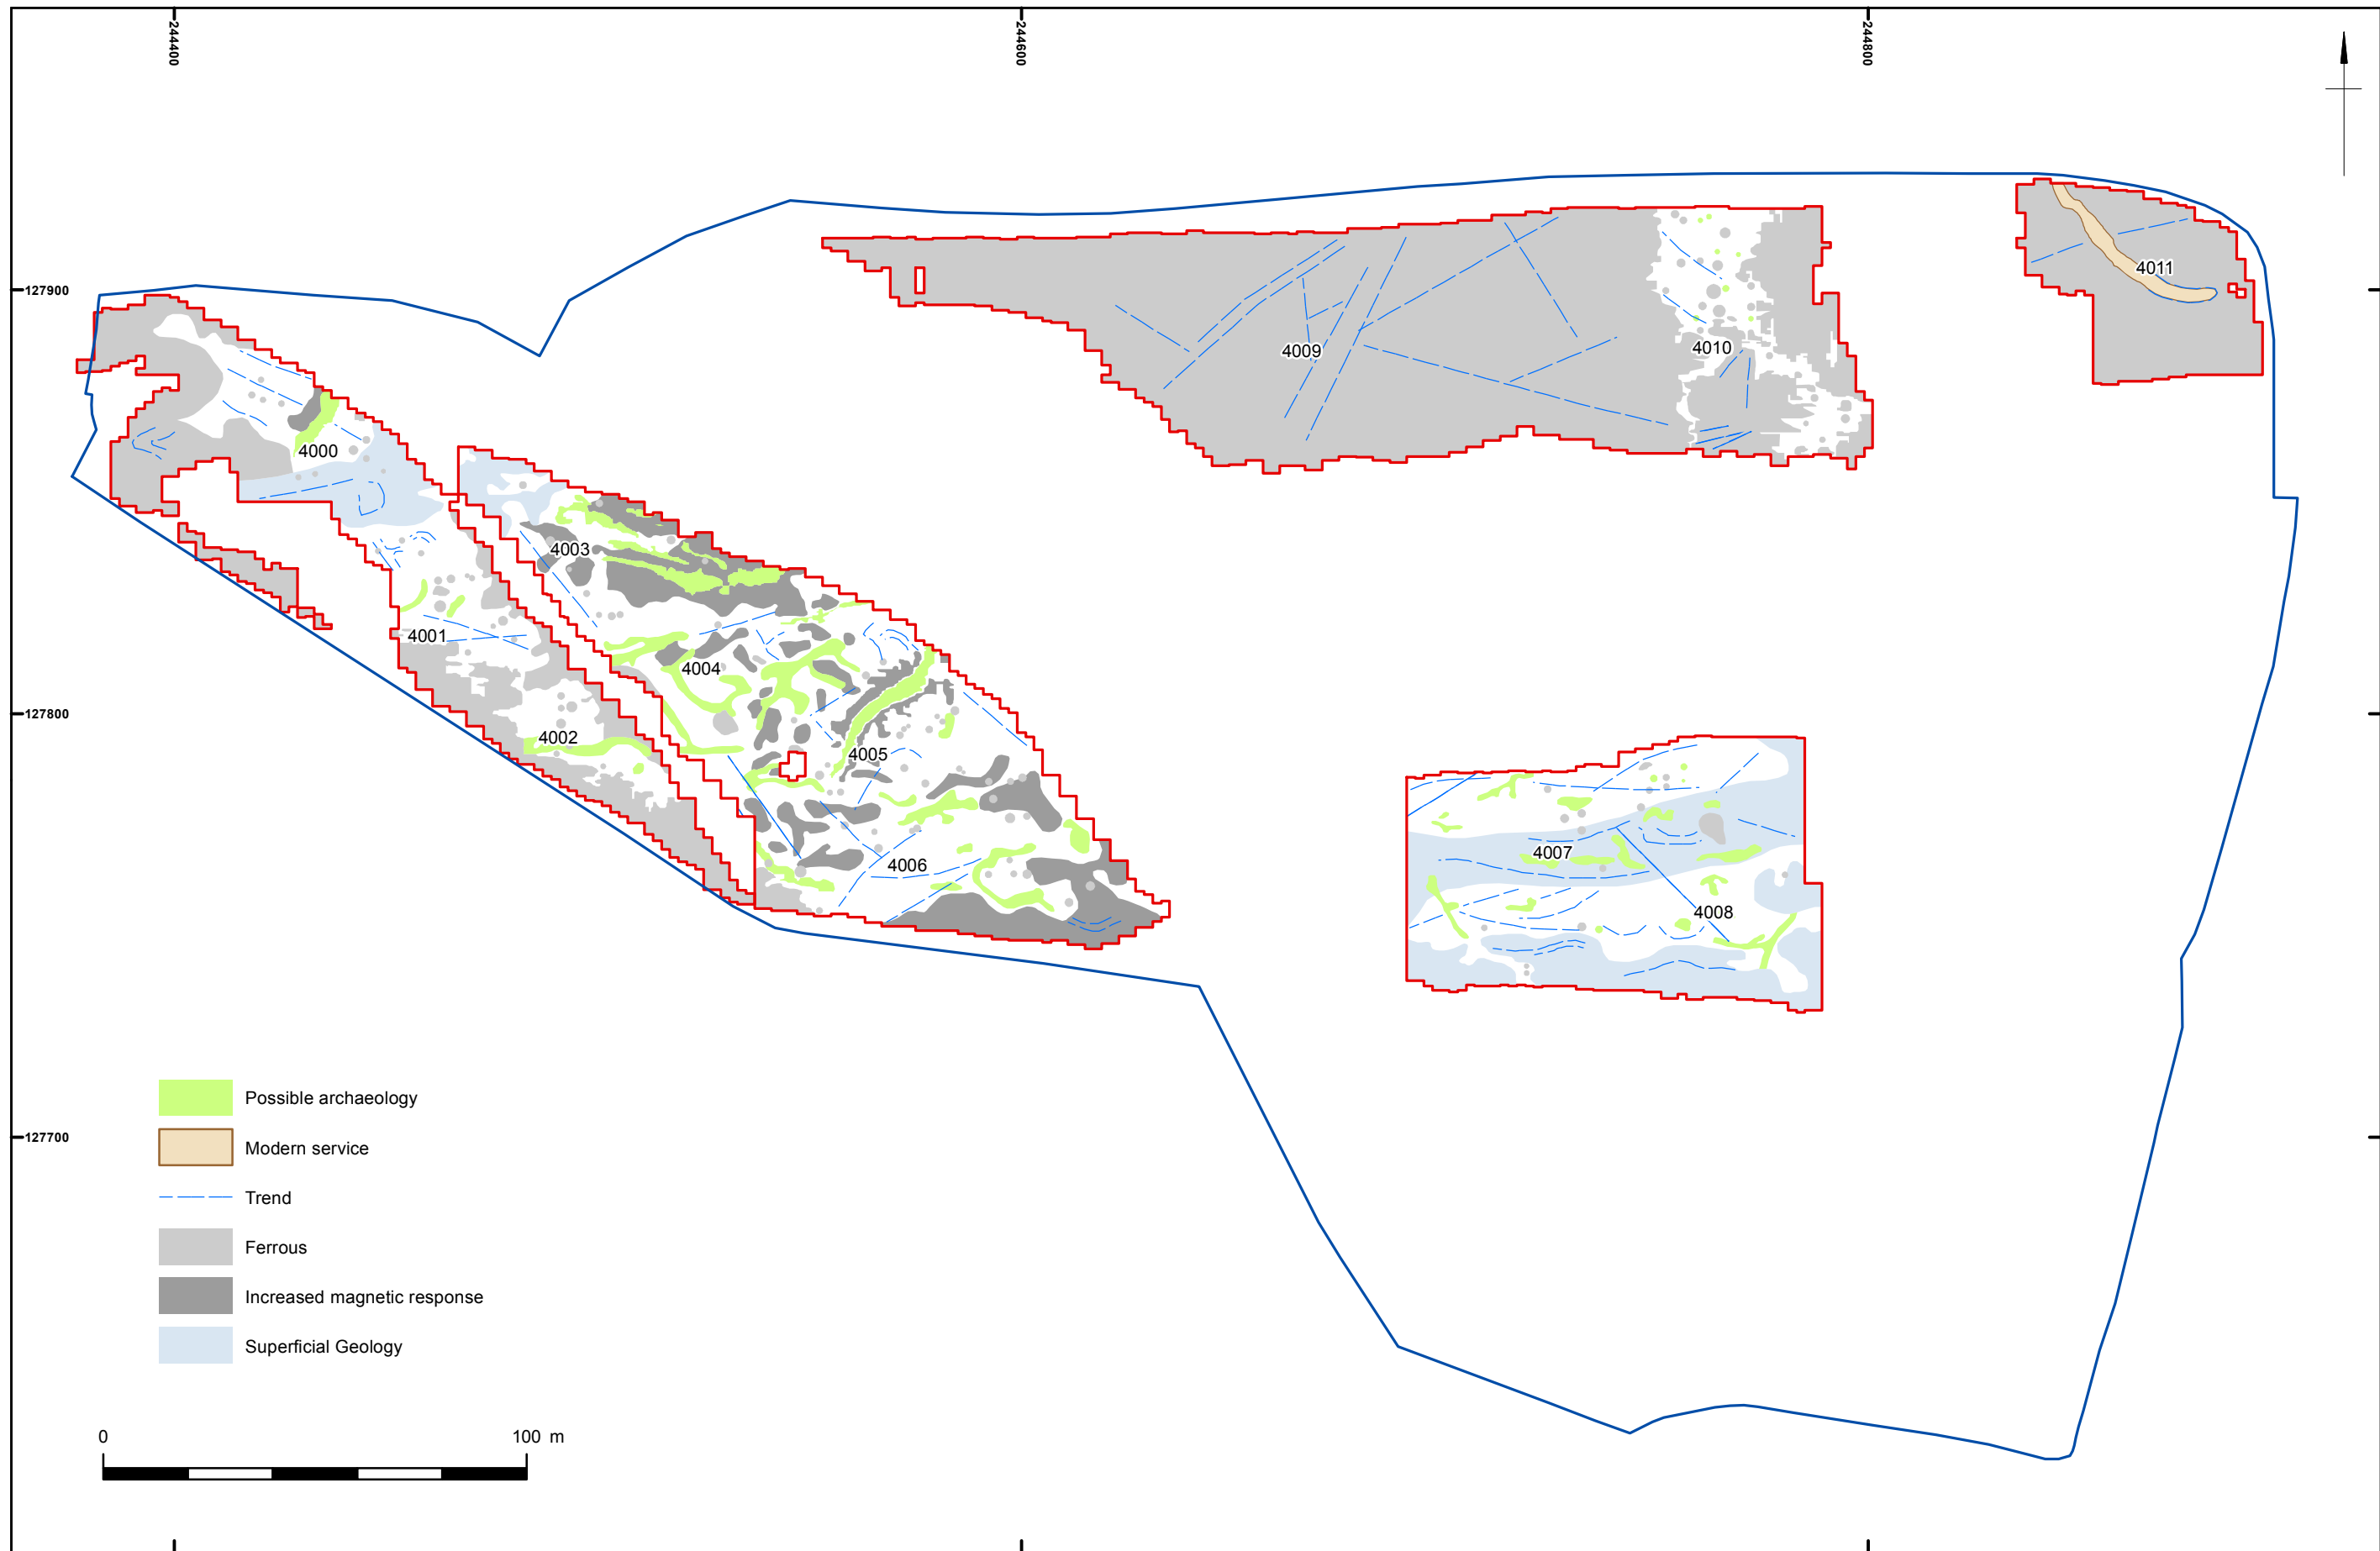 244400
244600
244800
127900
4011
4010
4009
4000
4003
4001
4004
127800
4002
4005
4007
4006
4008
Possible archaeology
127700
Modern service
Trend
Ferrous
Increased magnetic response
Superficial Geology
0 100 m